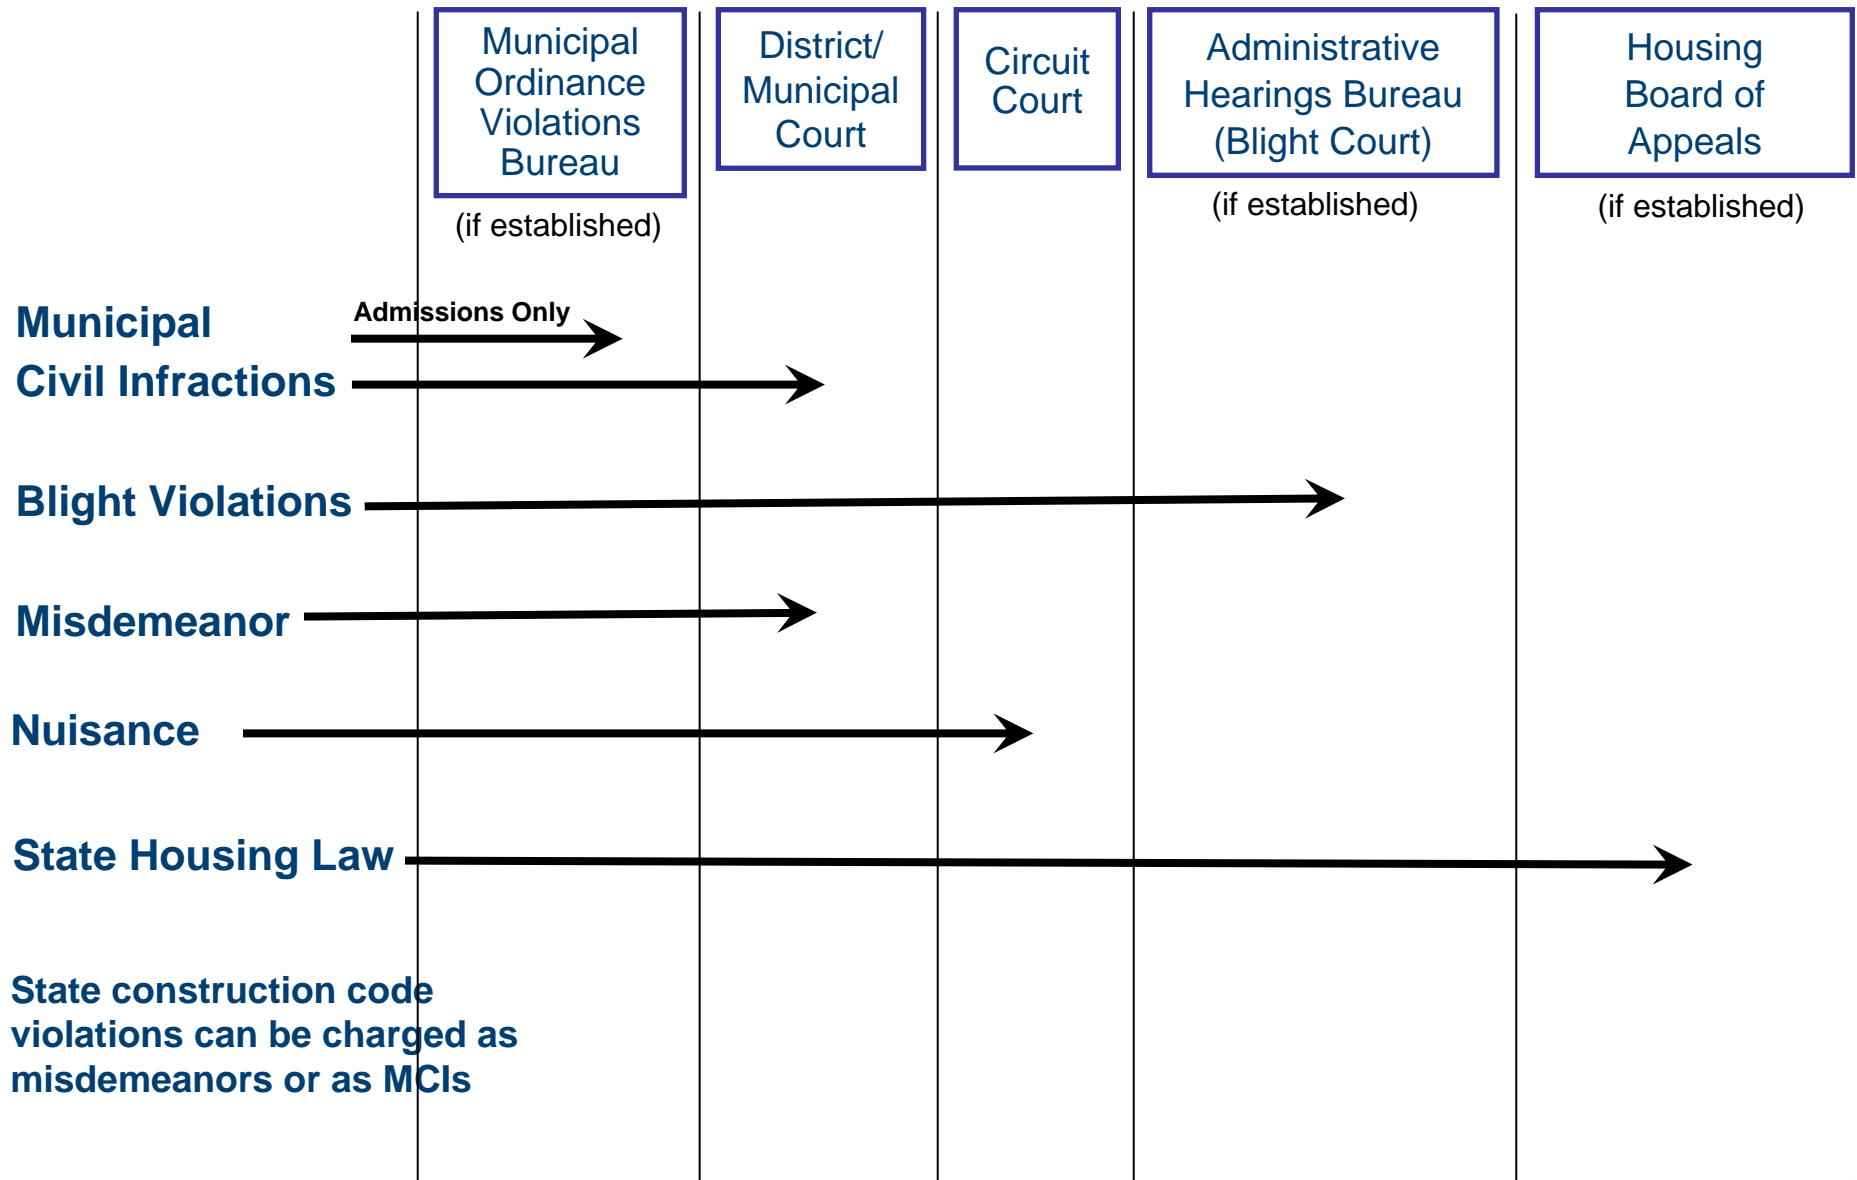 Municipal
Ordinance
Violations
Bureau
(if established)
District/
Municipal
Court
Circuit
Court
Administrative
Hearings Bureau
(Blight Court)
(if established)
Housing
Board of
Appeals
(if established)
Municipal
Civil Infractions
Admissions Only
Blight Violations
Misdemeanor
Nuisance
State Housing Law
State construction code
violations can be charged as
misdemeanors or as MCIs